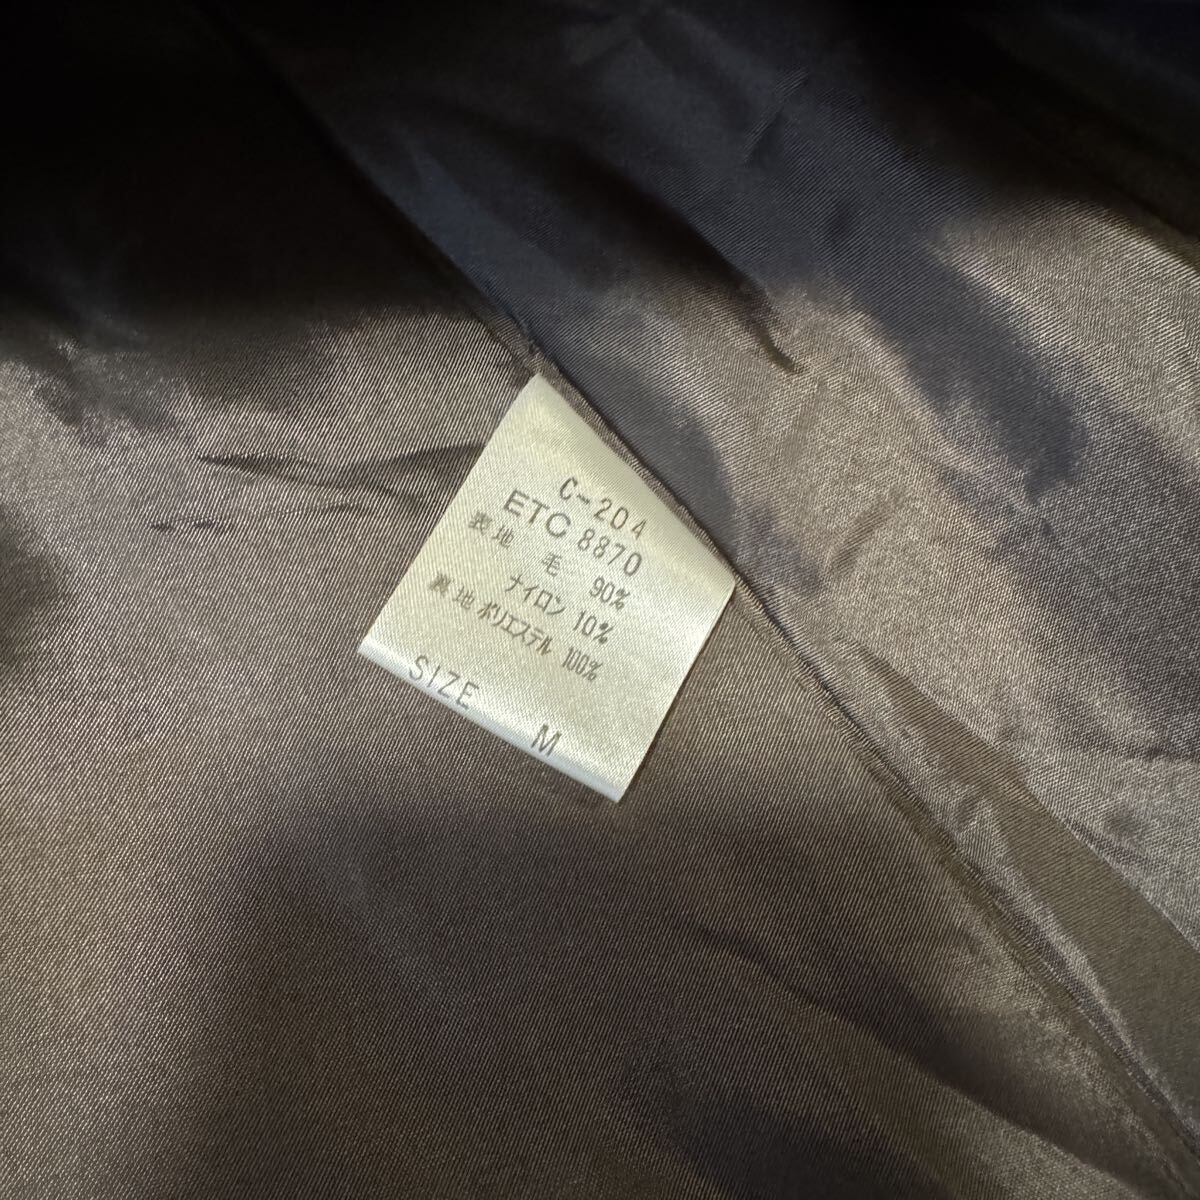 C-204
ETC 8870
表地 毛 90%
ナイロン 10%
裏地 ポリエステル 100%
SIZE M